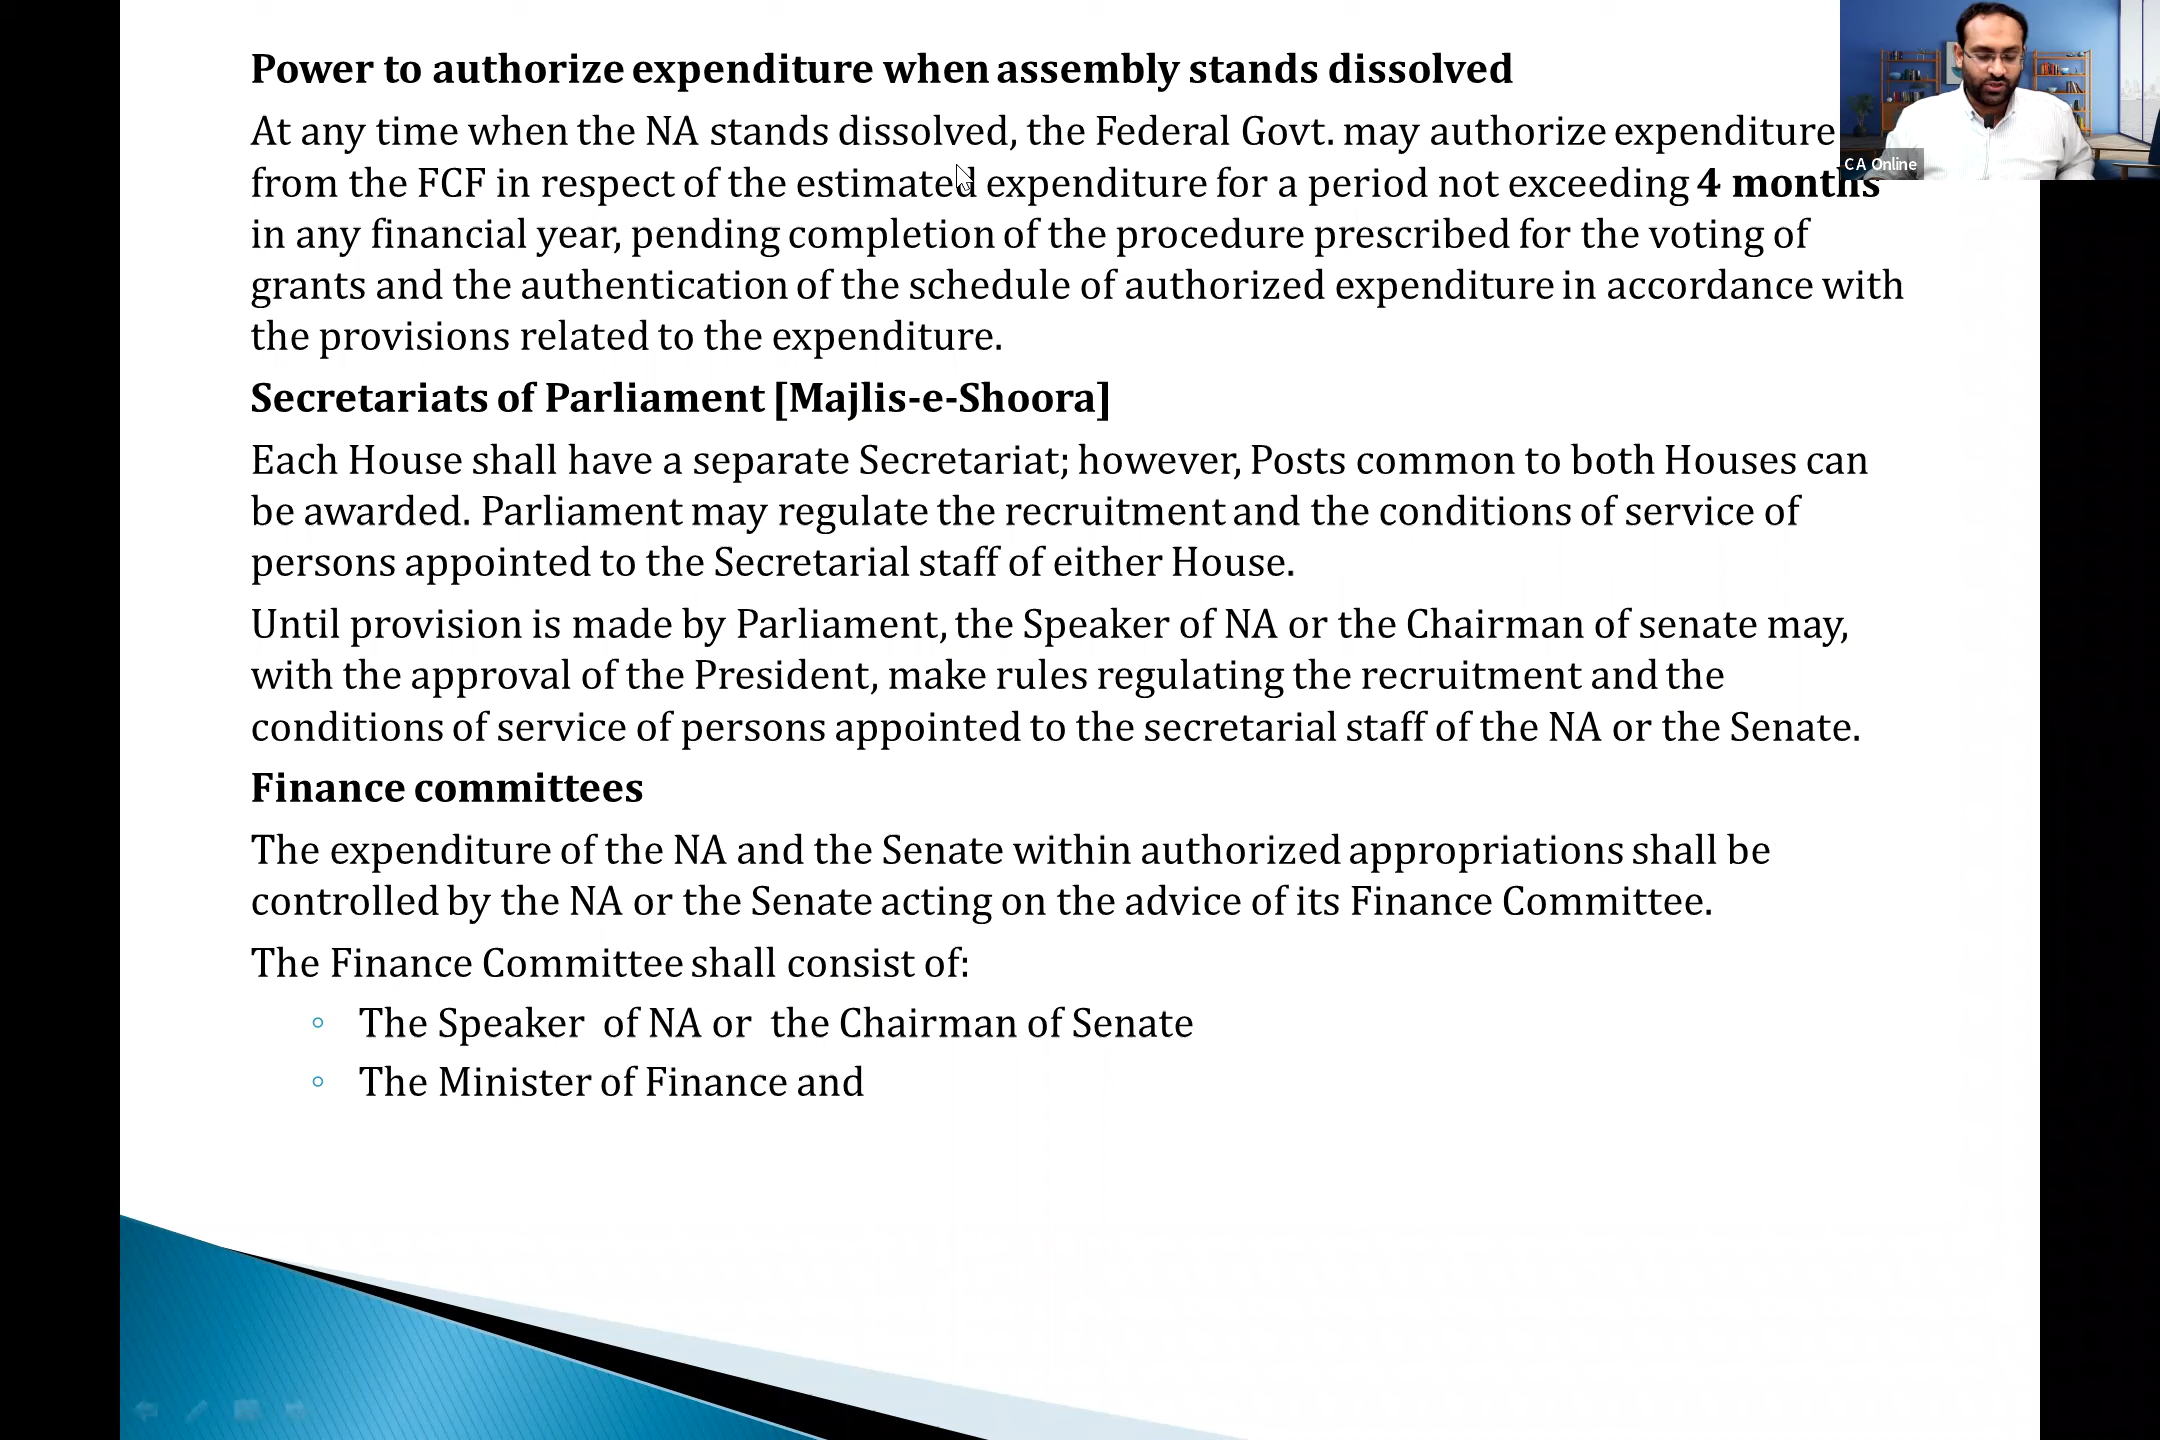 Power to authorize expenditure when assembly stands dissolved
At any time when the NA stands dissolved, the Federal Govt. may authorize expenditure
from the FCF in respect of the estimated expenditure for a period not exceeding 4 months
in any financial year, pending completion of the procedure prescribed for the voting of
grants and the authentication of the schedule of authorized expenditure in accordance with
the provisions related to the expenditure.
Secretariats of Parliament [Majlis-e-Shoora]
Each House shall have a separate Secretariat; however, Posts common to both Houses can
be awarded. Parliament may regulate the recruitment and the conditions of service of
persons appointed to the Secretarial staff of either House.
Until provision is made by Parliament, the Speaker of NA or the Chairman of senate may,
with the approval of the President, make rules regulating the recruitment and the
conditions of service of persons appointed to the secretarial staff of the NA or the Senate.
Finance committees
The expenditure of the NA and the Senate within authorized appropriations shall be
controlled by the NA or the Senate acting on the advice of its Finance Committee.
The Finance Committee shall consist of:
◦ The Speaker of NA or the Chairman of Senate
◦ The Minister of Finance and
CA Online